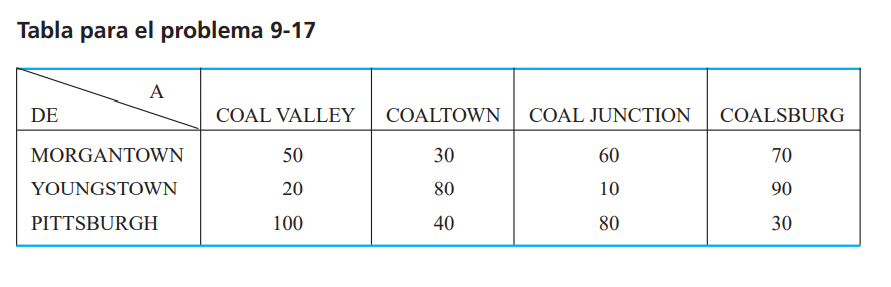 Tabla para el problema 9-17
A
DE COAL VALLEY COALTOWN COAL JUNCTION COALSBURG
MORGANTOWN 50 30 60 70
YOUNGSTOWN 20 80 10 90
PITTSBURGH 100 40 80 30